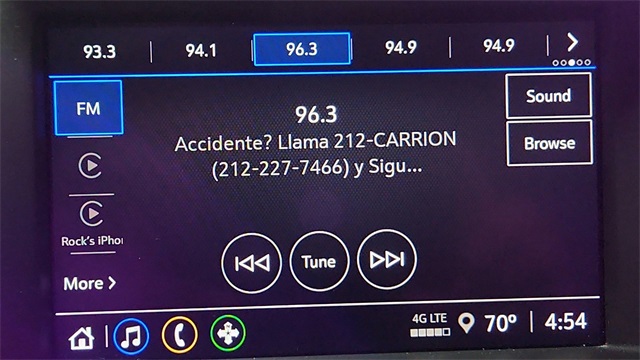 93.3 94.1 96.3 94.9 94.9
FM
96.3
Accidente? Llama 212-CARRION
(212-227-7466) y Sigu...
Sound
Browse
Rock's iPho
More
Tune
4G LTE
70° 4:54